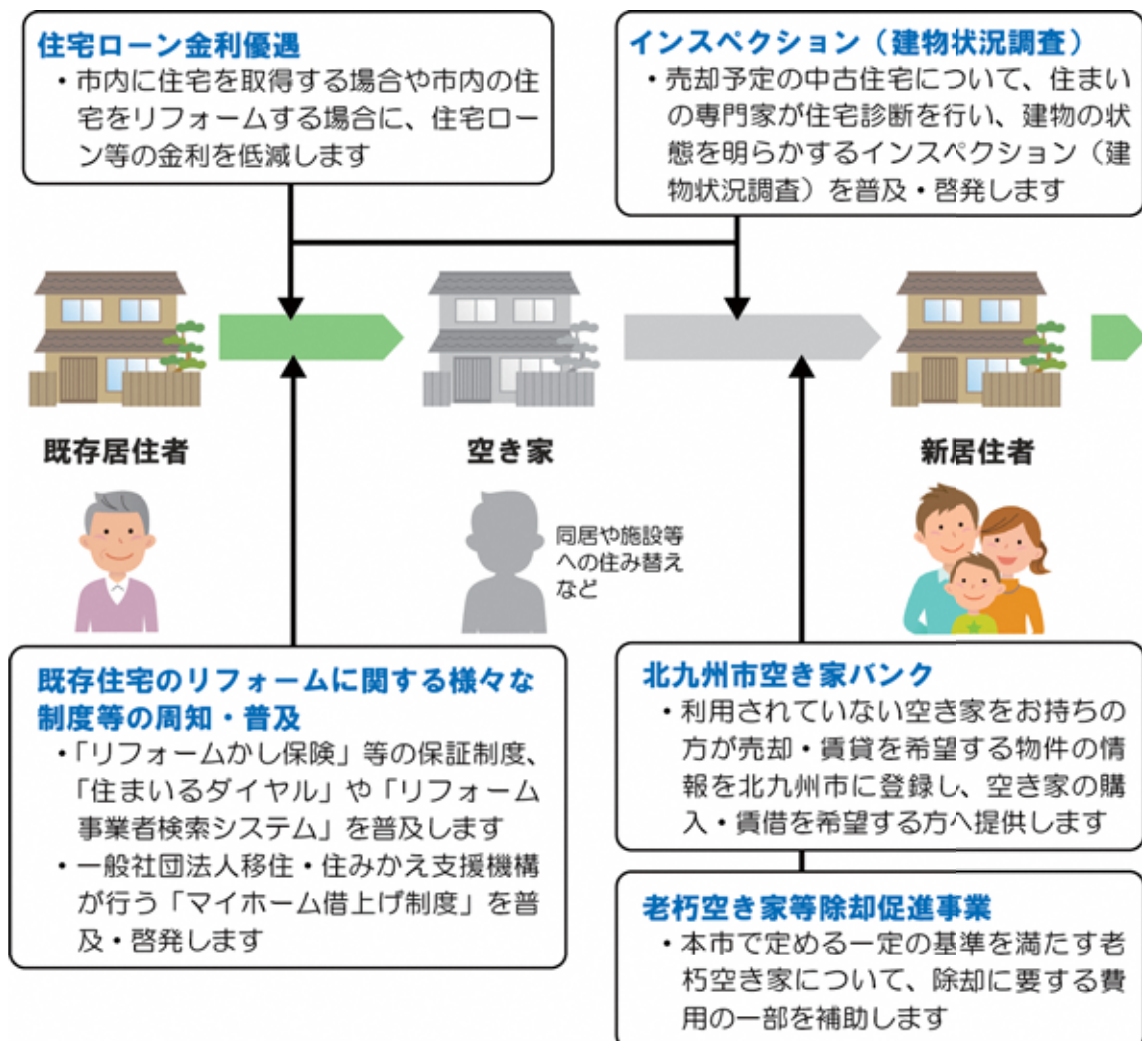 住宅ローン金利優遇
・市内に住宅を取得する場合や市内の住
宅をリフォームする場合に、住宅ロー
ン等の金利を低減します
インスペクション（建物状況調査）
・売却予定の中古住宅について、住まい
の専門家が住宅診断を行い、建物の状
態を明らかするインスペクション（建
物状況調査）を普及・啓発します
既存居住者
空き家
新居住者
同居や施設等
への住み替え
など
既存住宅のリフォームに関する様々な
制度等の周知・普及
・「リフォームかし保険」等の保証制度、
「住まいるダイヤル」や「リフォーム
事業者検索システム」を普及します
・一般社団法人移住・住みかえ支援機構
が行う「マイホーム借上げ制度」を普
及・啓発します
北九州市空き家バンク
・利用されていない空き家をお持ちの
方が売却・賃貸を希望する物件の情
報を北九州市に登録し、空き家の購
入・賃借を希望する方へ提供します
老朽空き家等除却促進事業
・本市で定める一定の基準を満たす老
朽空き家について、除却に要する費
用の一部を補助します